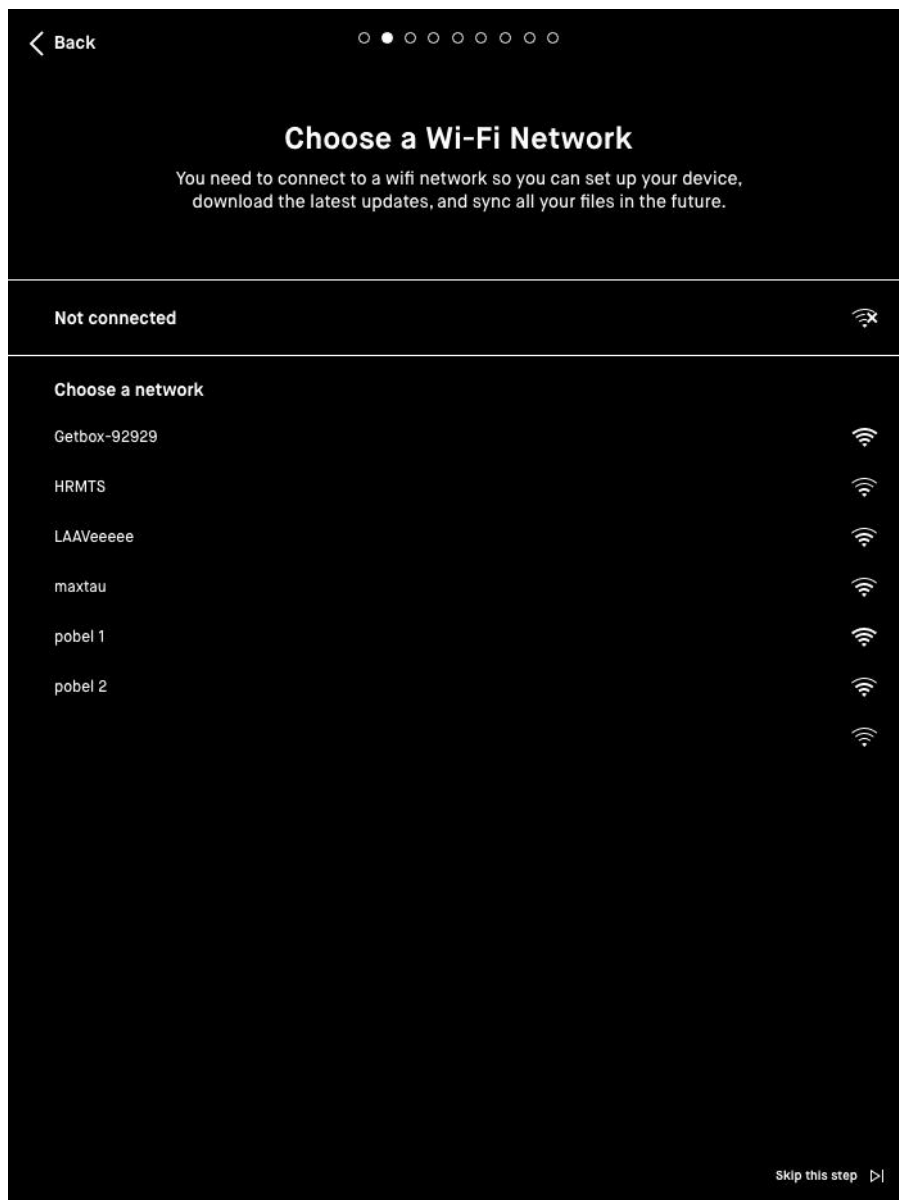 Back
Choose a Wi-Fi Network
You need to connect to a wifi network so you can set up your device,
download the latest updates, and sync all your files in the future.
Not connected
Choose a network
Getbox-92929
HRMTS
LAAVeeeee
maxtau
pobel 1
pobel 2
Skip this step